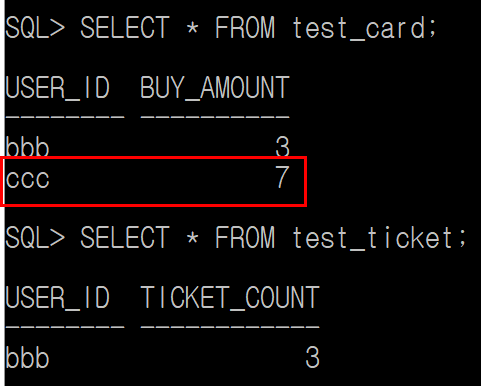 SQL> SELECT * FROM test_card;
USER_ID  BUY_AMOUNT
-------- ----------
bbb               3
ccc               7
SQL> SELECT * FROM test_ticket;
USER_ID  TICKET_COUNT
-------- ------------
bbb                 3